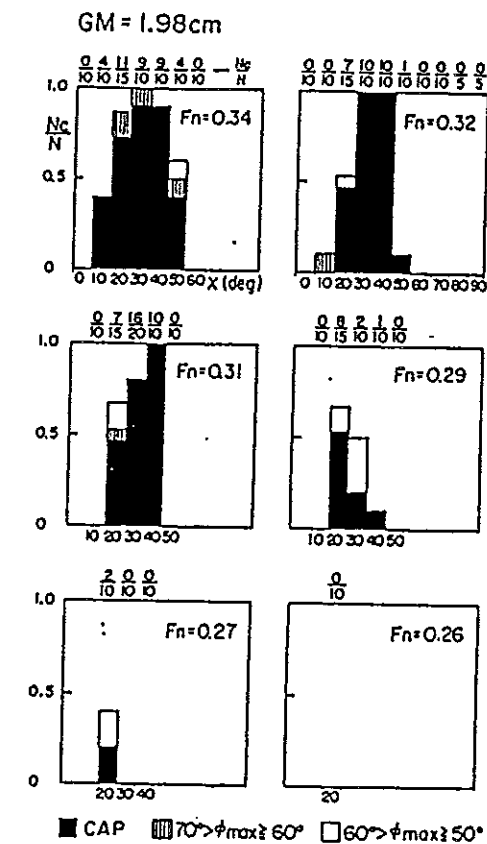 GM = 1.98cm
0/10 4/10 11/15 9/10 9/10 4/10 0/10 — Nc/N
0/10 0/10 7/15 10/10 10/10 1/10 0/10 0/10 0/5 0/5
1.0
Nc/N
0.5
0
Fn=0.34
Fn=0.32
0 10 20 30 40 50 60 χ (deg)
0 10 20 30 40 50 60 70 80 90
0/10 7/15 16/20 10/10 0/10
0/10 8/15 2/10 1/10 0/10
1.0
0.5
0
Fn=0.31
Fn=0.29
10 20 30 40 50
10 20 30 40 50
2/10 0/10 0/10
0/10
1.0
0.5
0
Fn=0.27
Fn=0.26
20 30 40
20
CAP 70°>ϕmax≧60° 60°>ϕmax≧50°